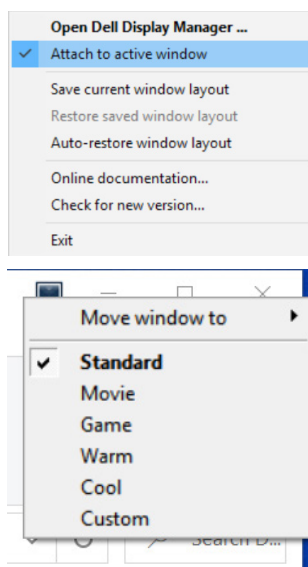 Open Dell Display Manager ...
Attach to active window
Save current window layout
Restore saved window layout
Auto-restore window layout
Online documentation...
Check for new version...
Exit
Move window to
Standard
Movie
Game
Warm
Cool
Custom
Search D...